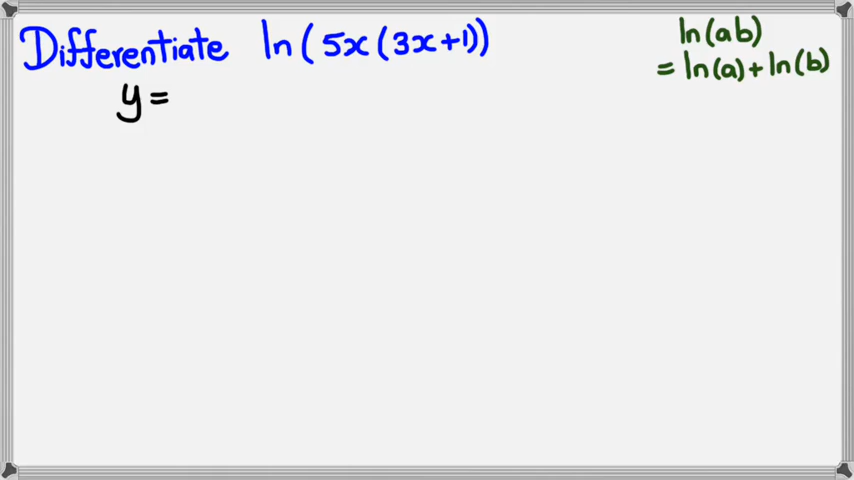 Differentiate ln(5x(3x+1))
ln(ab)
= ln(a)+ln(b)
y=